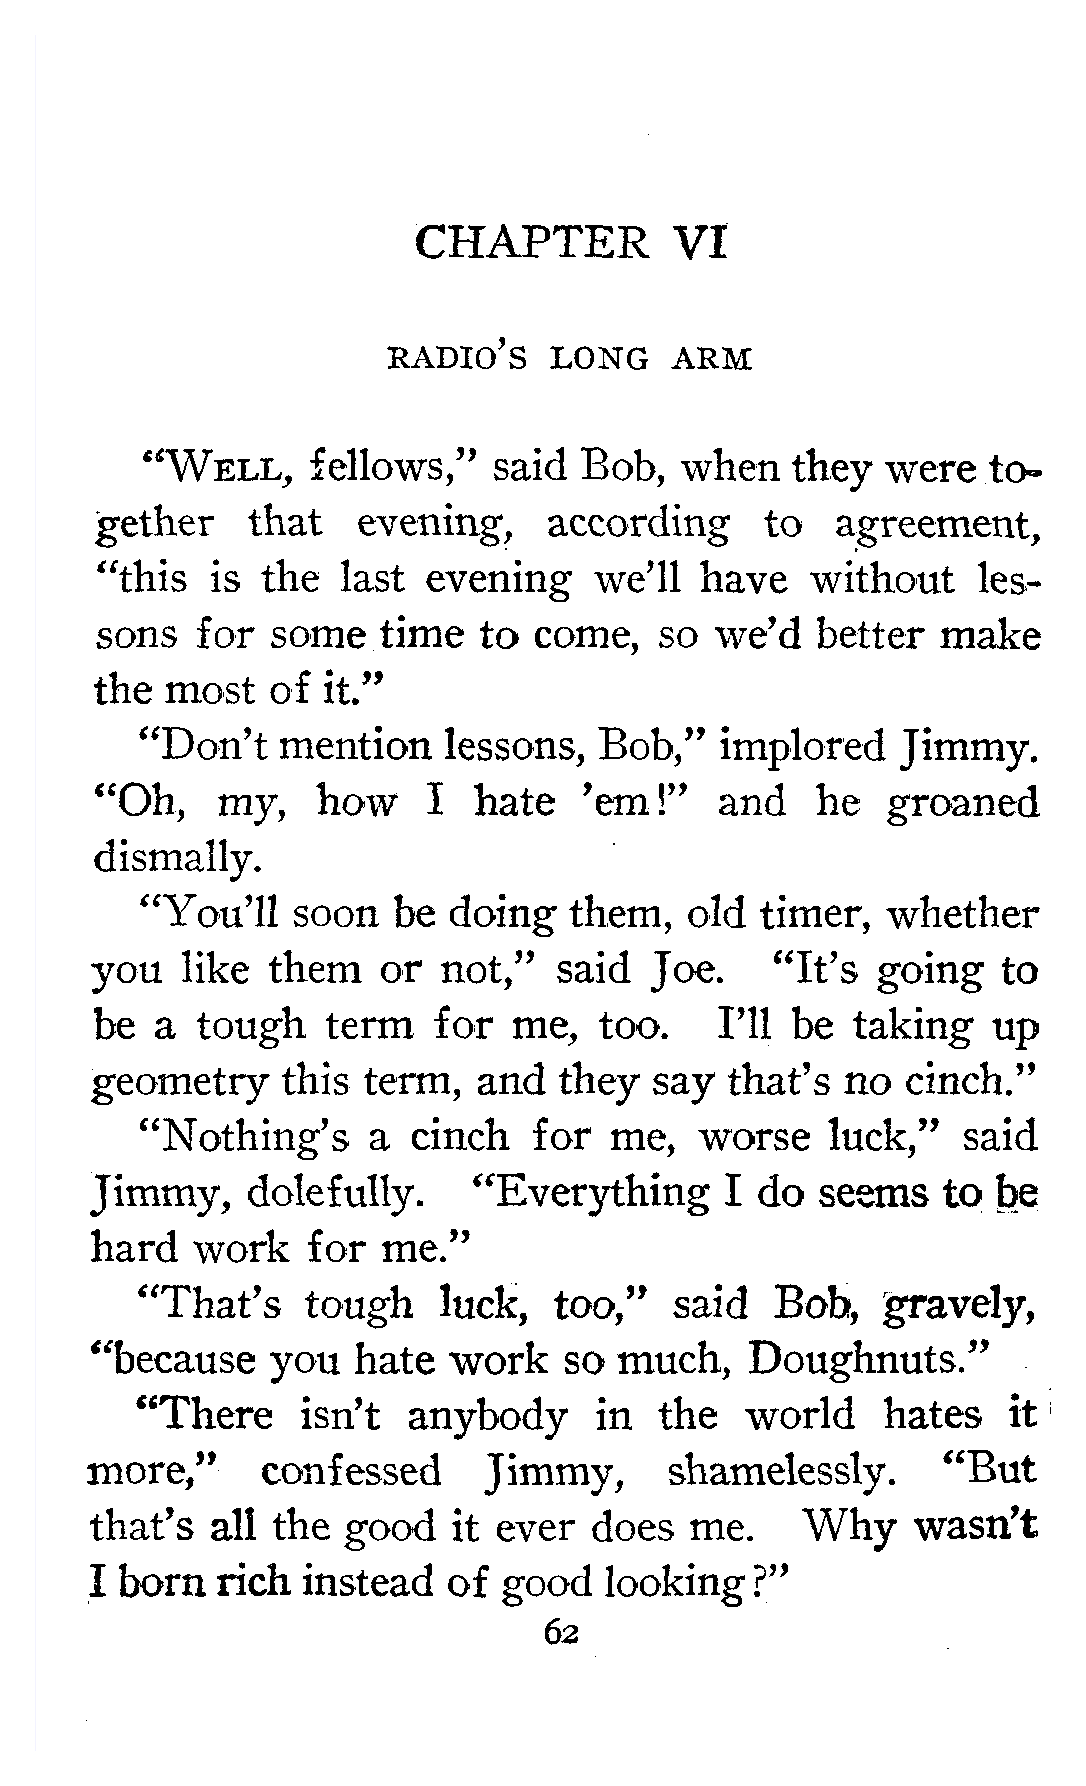 CHAPTER VI
RADIO'S LONG ARM
“WELL, fellows,” said Bob, when they were to-
gether that evening, according to agreement,
“this is the last evening we'll have without les-
sons for some time to come, so we'd better make
the most of it.”
“Don't mention lessons, Bob,” implored Jimmy.
“Oh, my, how I hate 'em!” and he groaned
dismally.
“You'll soon be doing them, old timer, whether
you like them or not,” said Joe. “It's going to
be a tough term for me, too. I'll be taking up
geometry this term, and they say that's no cinch.”
“Nothing's a cinch for me, worse luck,” said
Jimmy, dolefully. “Everything I do seems to be
hard work for me.”
“That's tough luck, too,” said Bob, gravely,
“because you hate work so much, Doughnuts.”
“There isn't anybody in the world hates it
more,” confessed Jimmy, shamelessly. “But
that's all the good it ever does me. Why wasn't
I born rich instead of good looking?”
62